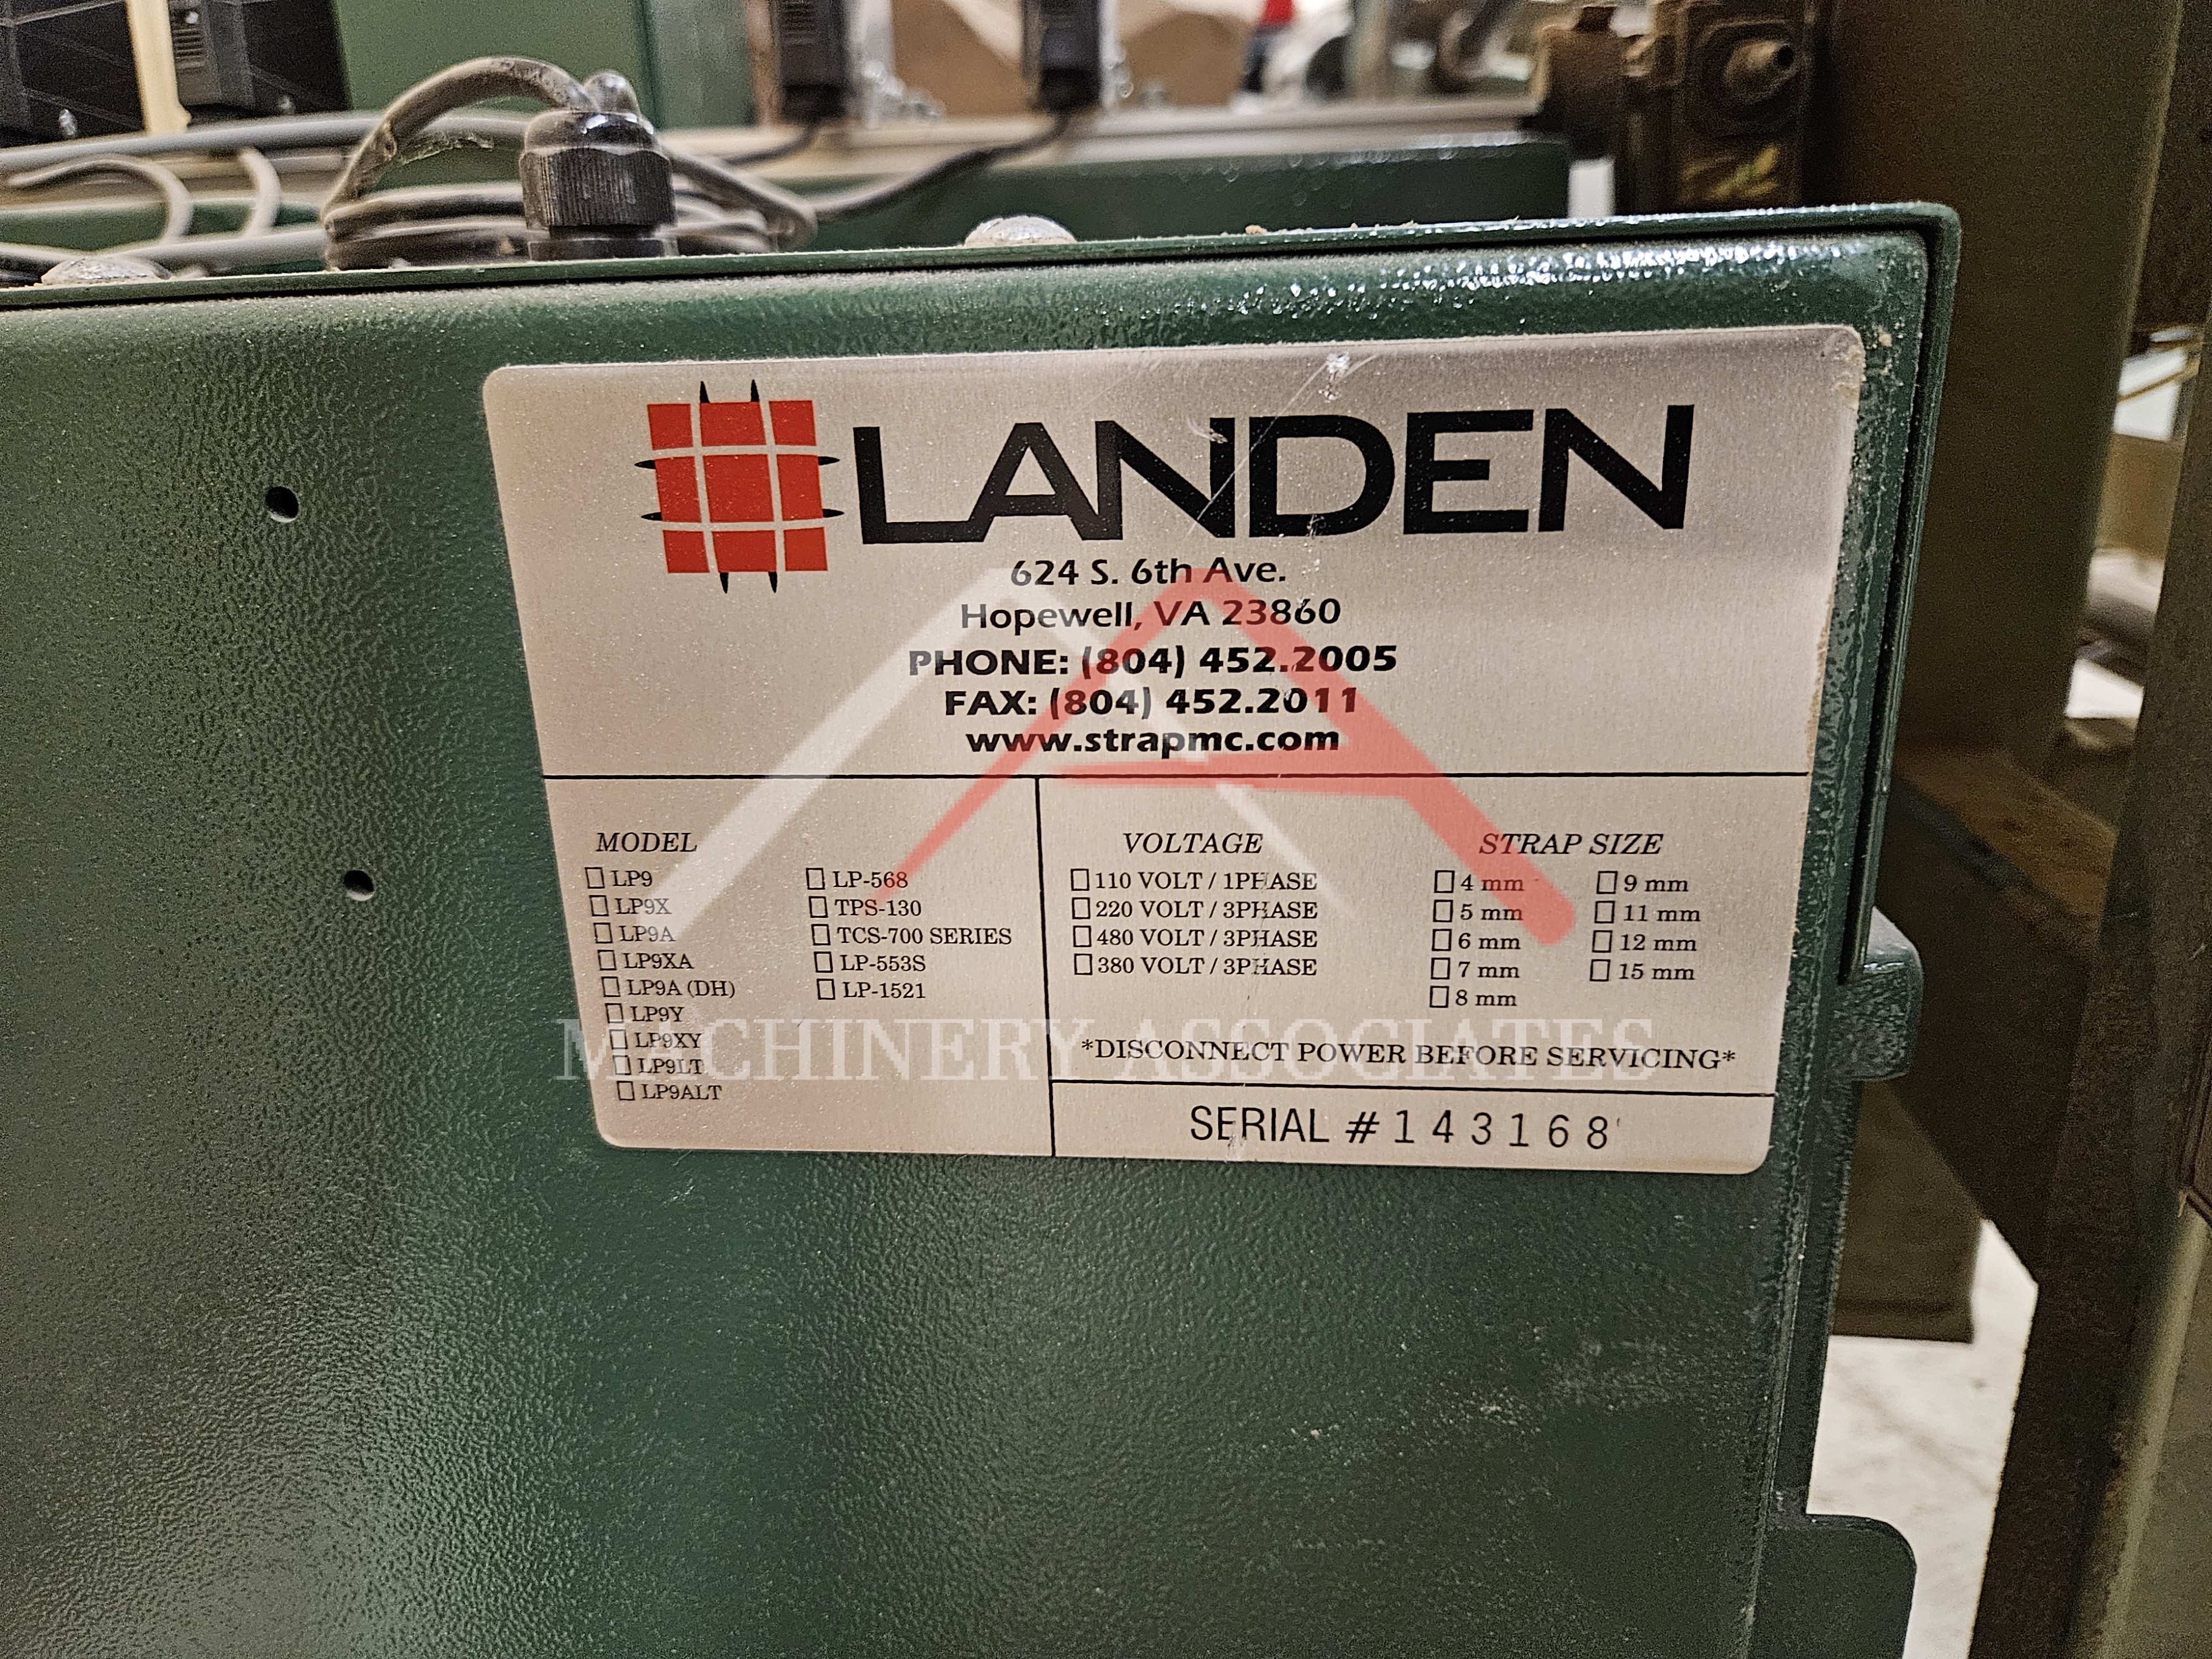 LANDEN
624 S. 6th Ave.
Hopewell, VA 23860
PHONE: (804) 452.2005
FAX: (804) 452.2011
www.strapmc.com
MODEL
LP9
LP9X
LP9A
LP9XA
LP9A (DH)
LP9Y
LP9XY
LP9LT
LP9ALT
LP-568
TPS-130
TCS-700 SERIES
LP-553S
LP-1521
VOLTAGE
110 VOLT / 1PHASE
220 VOLT / 3PHASE
480 VOLT / 3PHASE
380 VOLT / 3PHASE
STRAP SIZE
4 mm
5 mm
6 mm
7 mm
8 mm
9 mm
11 mm
12 mm
15 mm
*DISCONNECT POWER BEFORE SERVICING*
SERIAL #143168
MACHINERY ASSOCIATES